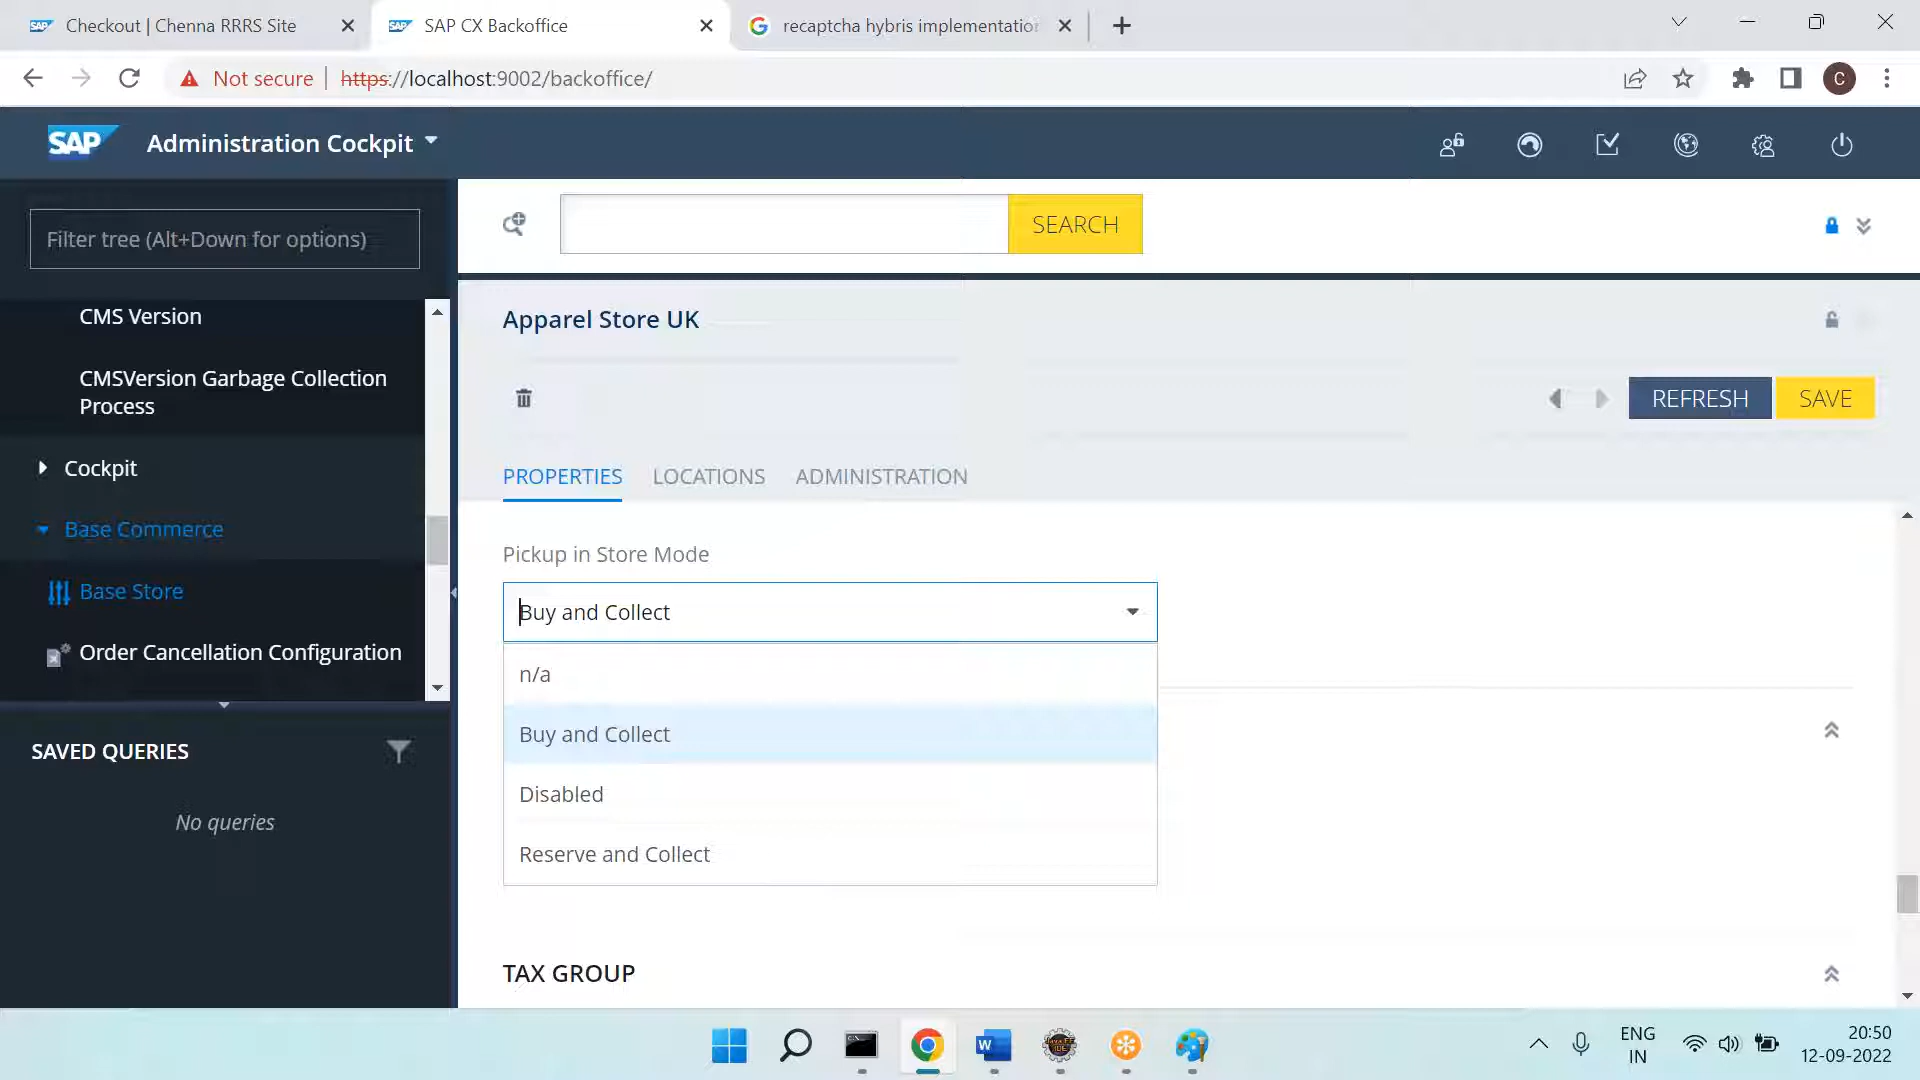 SAP Checkout | Chenna RRRS Site
SAP SAP CX Backoffice
recaptcha hybris implementation
Not secure | https://localhost:9002/backoffice/
C
SAP Administration Cockpit
Filter tree (Alt+Down for options)
SEARCH
CMS Version
CMSVersion Garbage Collection
Process
Cockpit
Base Commerce
Base Store
Order Cancellation Configuration
SAVED QUERIES
No queries
Apparel Store UK
REFRESH
SAVE
PROPERTIES
LOCATIONS
ADMINISTRATION
Pickup in Store Mode
Buy and Collect
n/a
Buy and Collect
Disabled
Reserve and Collect
TAX GROUP
W
ENG
IN
20:50
12-09-2022